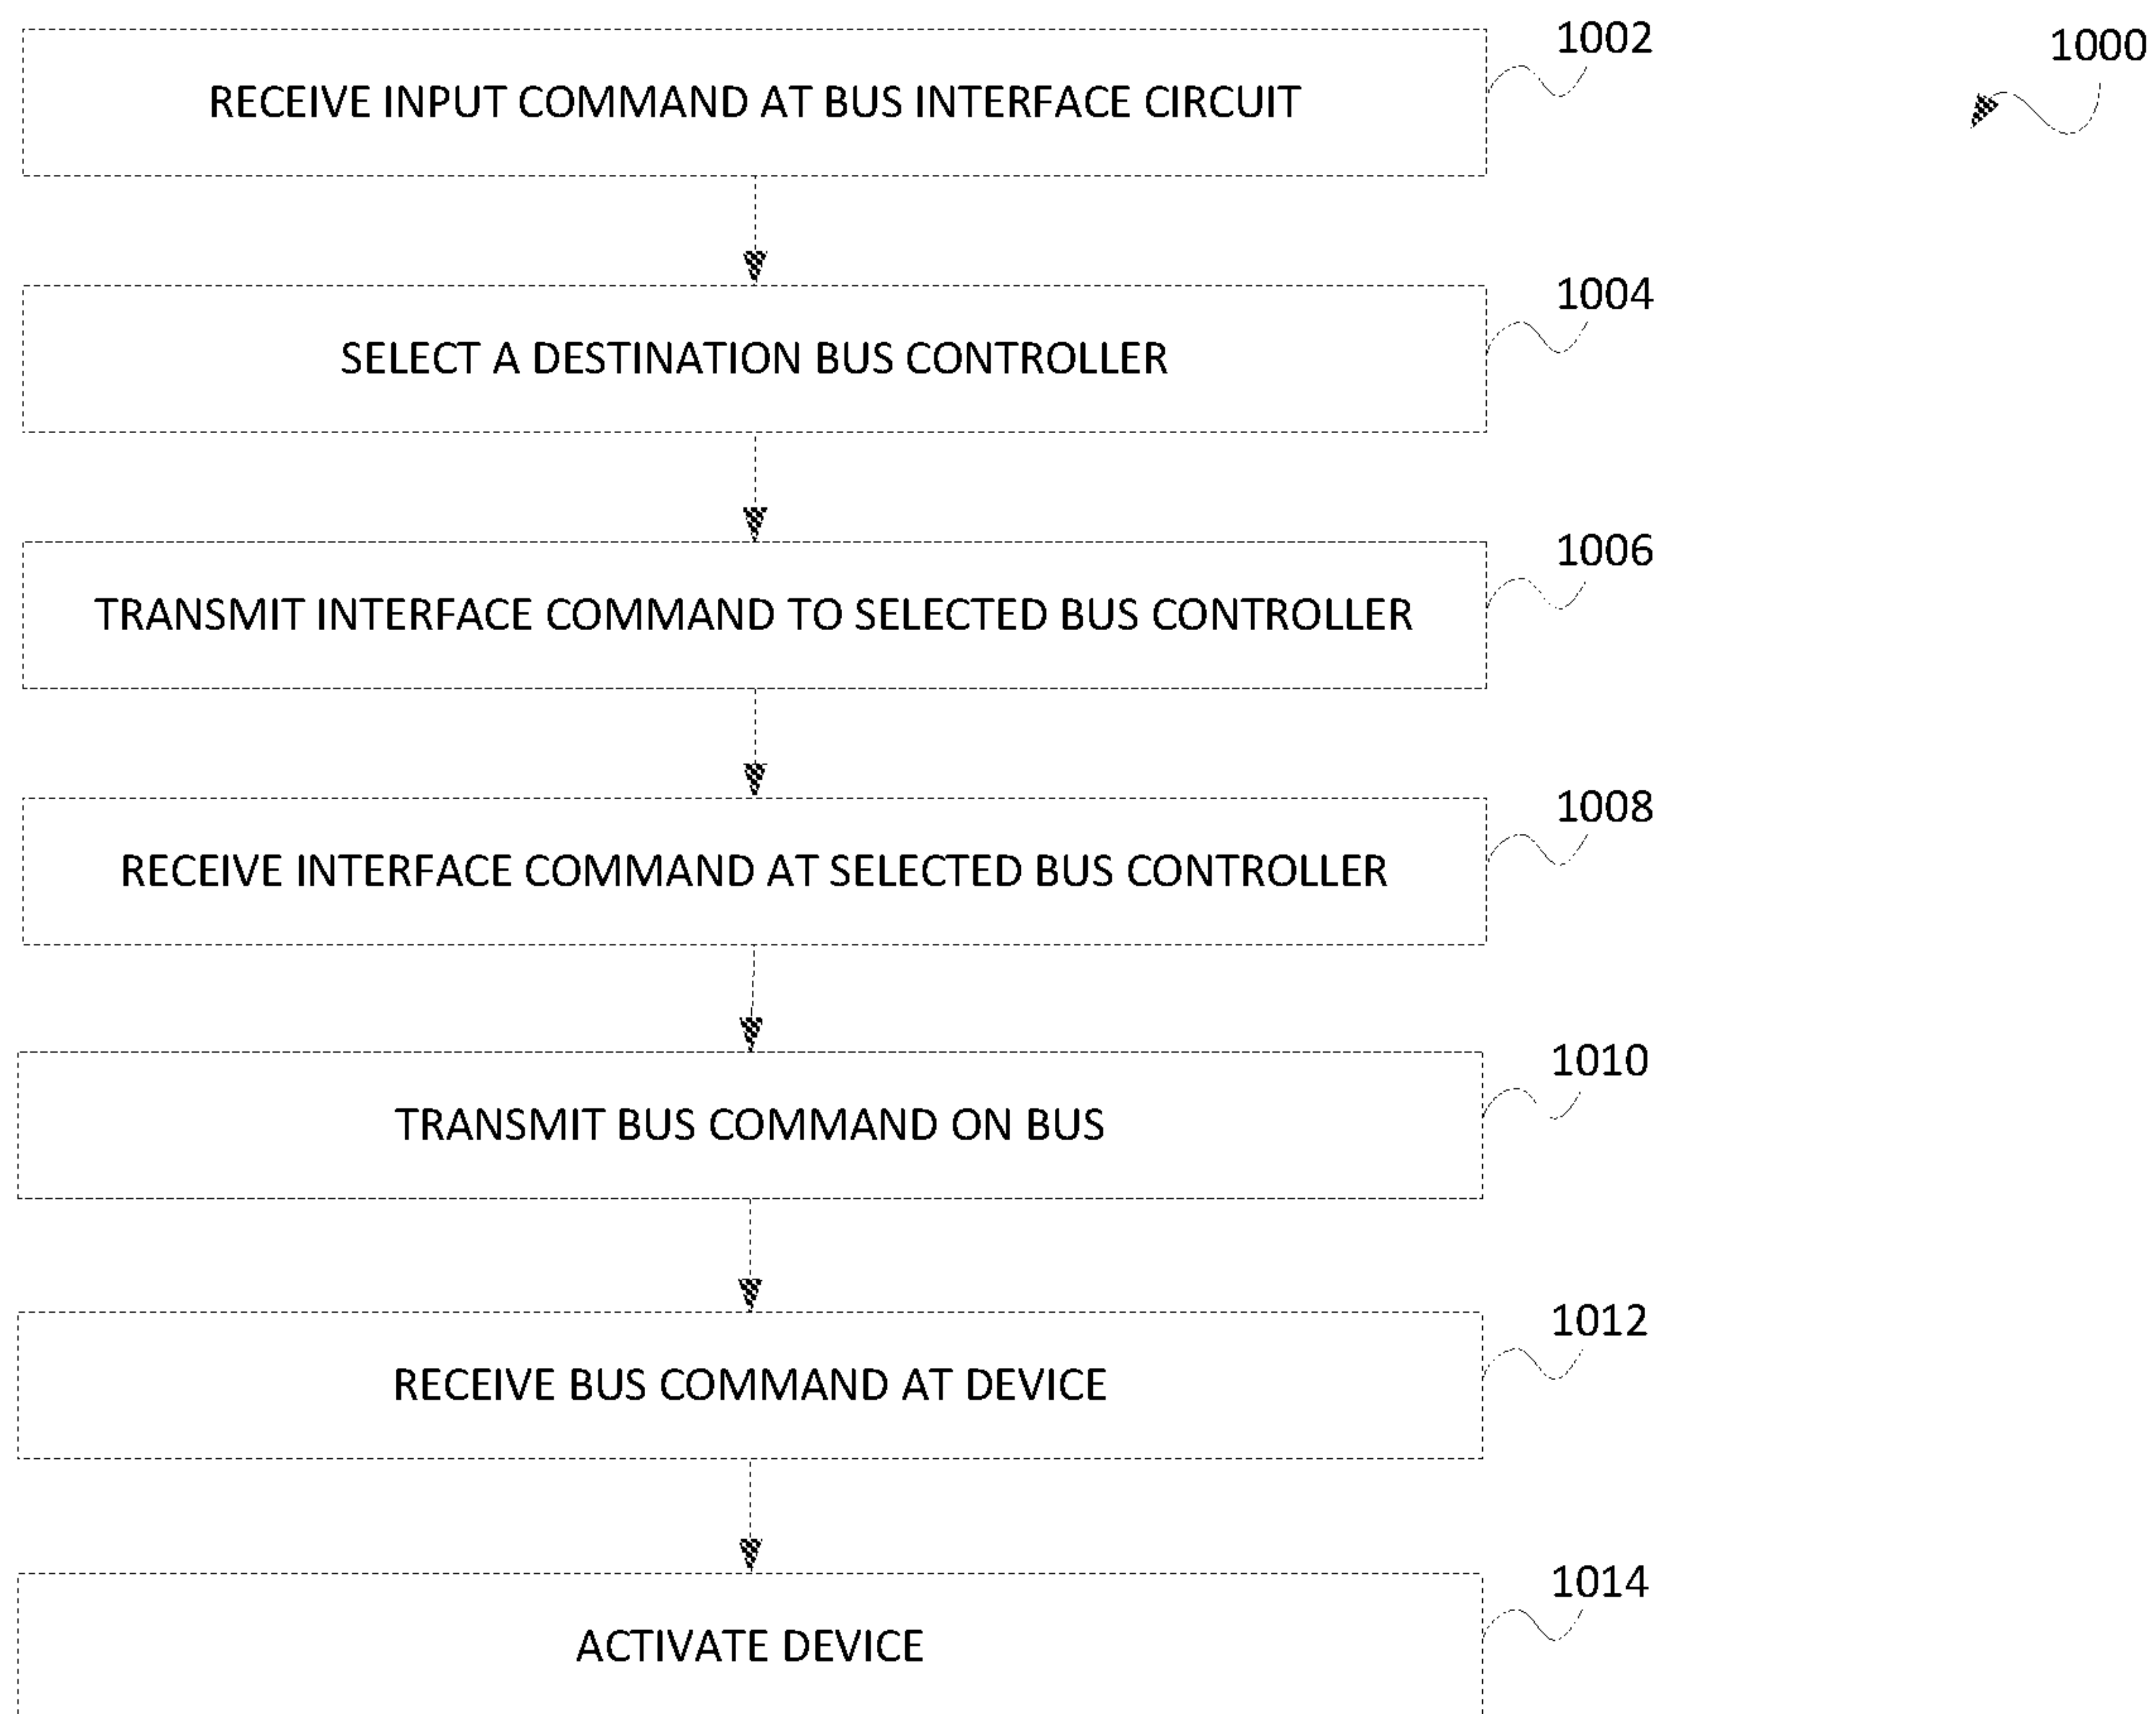 1002
1000
RECEIVE INPUT COMMAND AT BUS INTERFACE CIRCUIT
1004
SELECT A DESTINATION BUS CONTROLLER
1006
TRANSMIT INTERFACE COMMAND TO SELECTED BUS CONTROLLER
1008
RECEIVE INTERFACE COMMAND AT SELECTED BUS CONTROLLER
1010
TRANSMIT BUS COMMAND ON BUS
1012
RECEIVE BUS COMMAND AT DEVICE
1014
ACTIVATE DEVICE